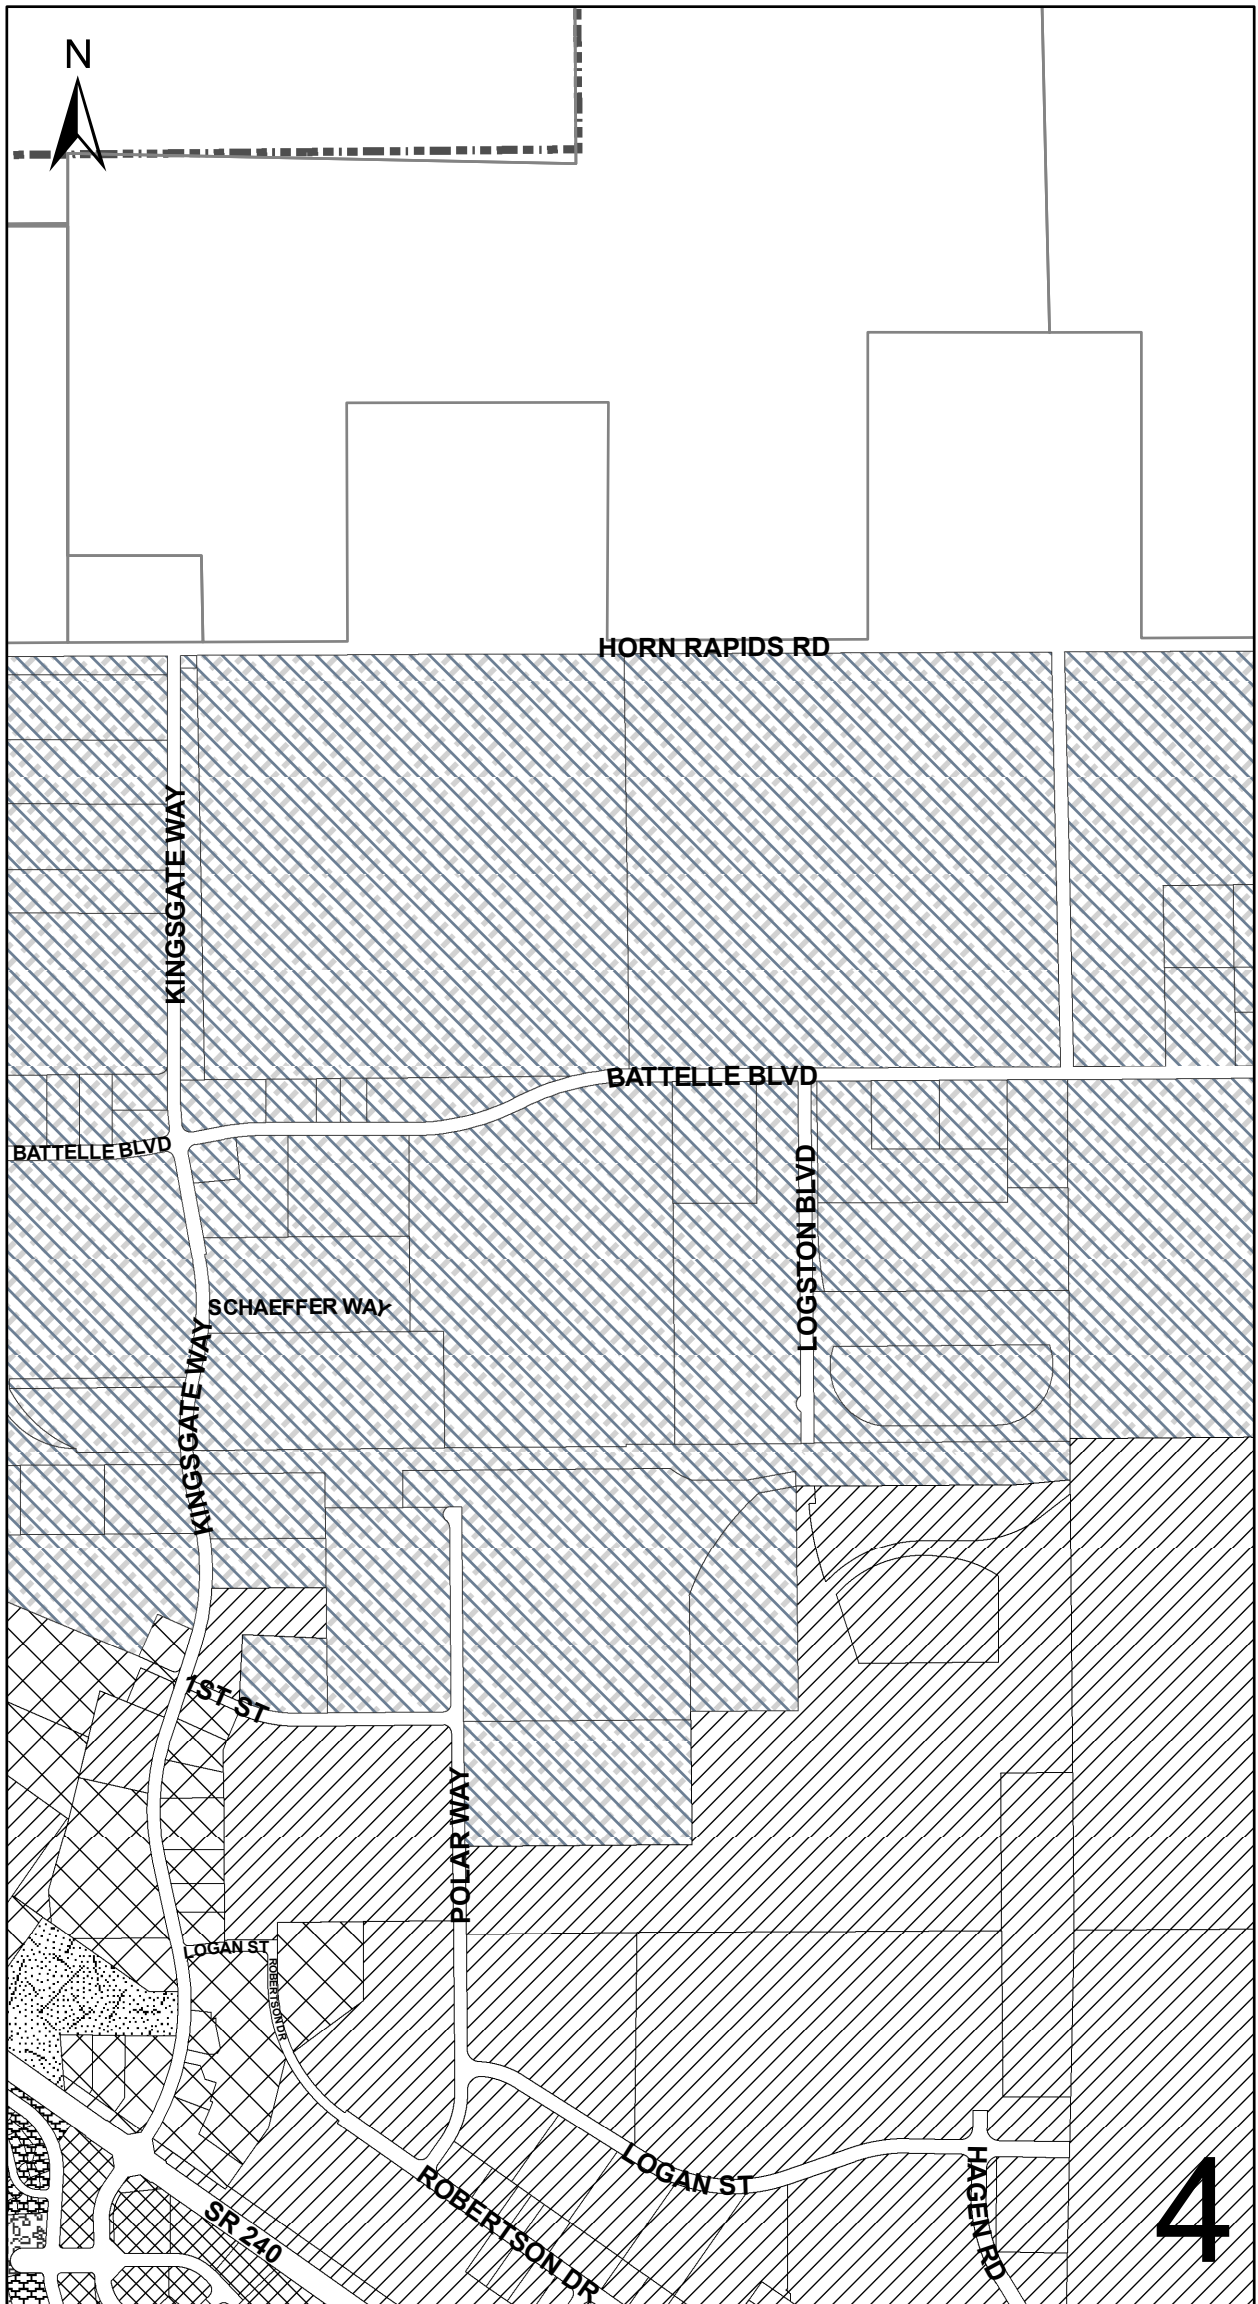 N
HORN RAPIDS RD
KINGSGATE WAY
BATTELLE BLVD
BATTELLE BLVD
LOGSTON BLVD
SCHAEFFER WAY
KINGSGATE WAY
1ST ST
POLAR WAY
LOGAN ST
ROBERTSON DR
LOGAN ST
HAGEN RD
ROBERTSON DR
SR 240
4